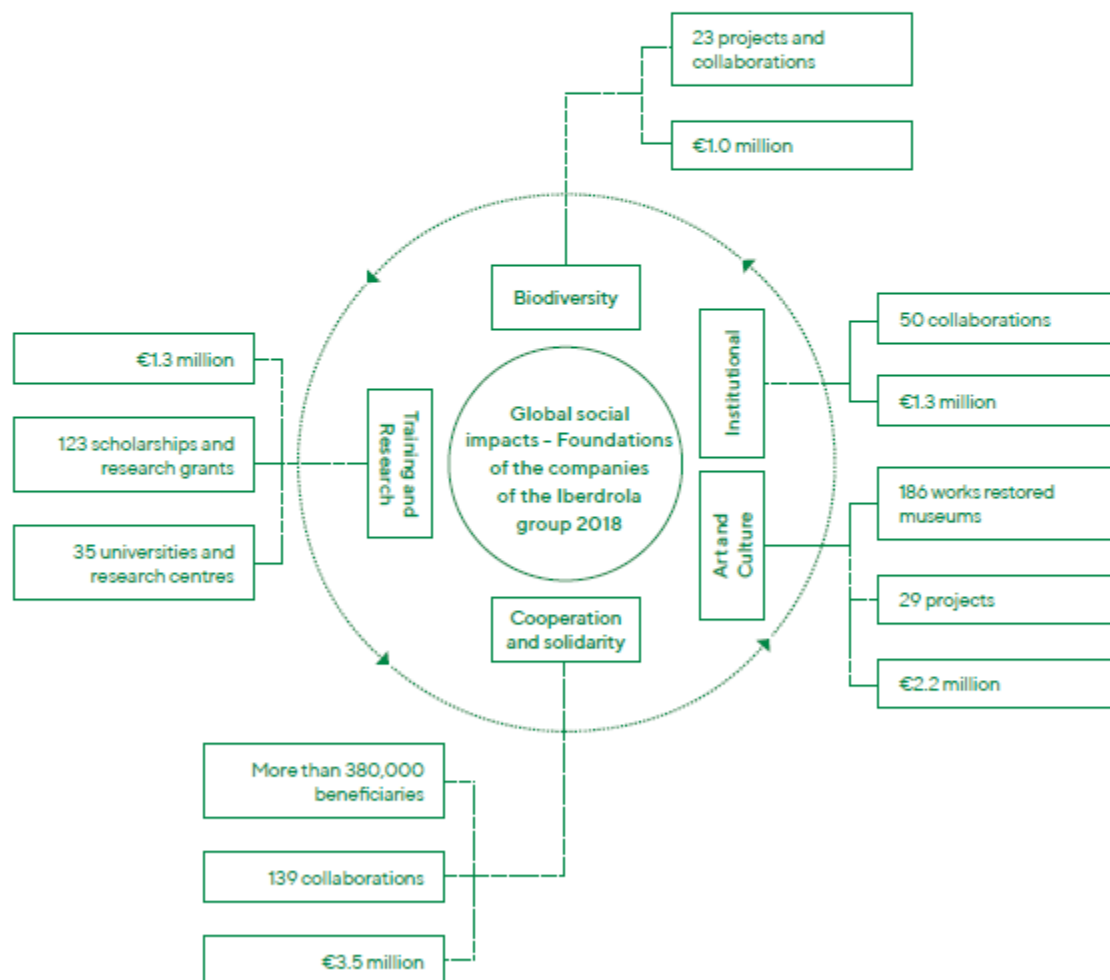 23 projects and
collaborations
€1.0 million
Biodiversity
Institutional
50 collaborations
€1.3 million
€1.3 million
123 scholarships and
research grants
35 universities and
research centres
Training and
Research
Global social
impacts - Foundations
of the companies
of the Iberdrola
group 2018
Art and
Culture
186 works restored
museums
29 projects
€2.2 million
Cooperation
and solidarity
More than 380,000
beneficiaries
139 collaborations
€3.5 million